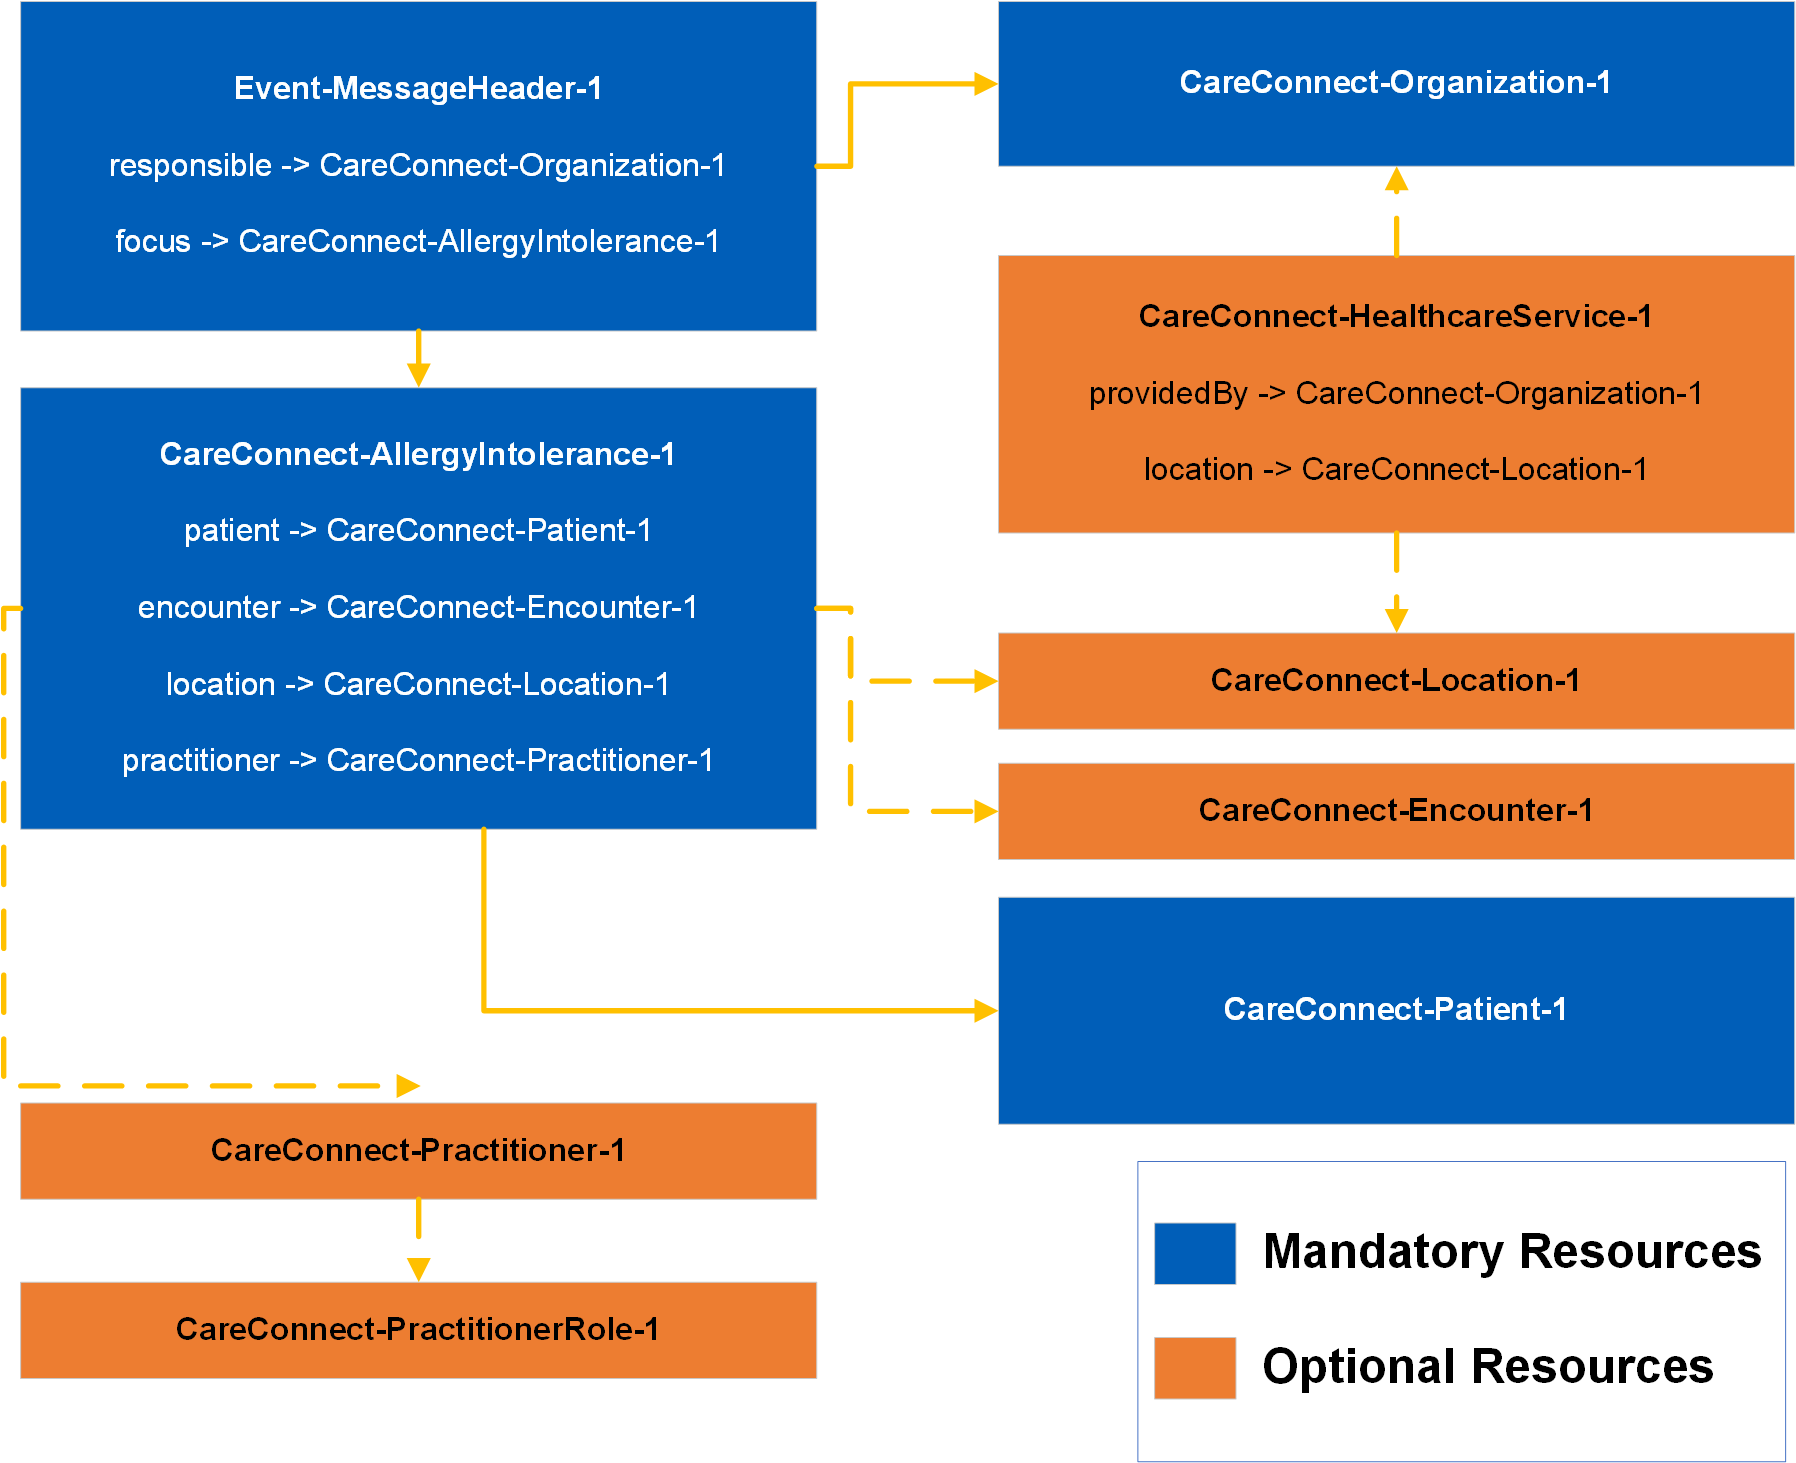 Event-MessageHeader-1
responsible -> CareConnect-Organization-1
focus -> CareConnect-AllergyIntolerance-1
CareConnect-Organization-1
CareConnect-HealthcareService-1
providedBy -> CareConnect-Organization-1
location -> CareConnect-Location-1
CareConnect-AllergyIntolerance-1
patient -> CareConnect-Patient-1
encounter -> CareConnect-Encounter-1
location -> CareConnect-Location-1
practitioner -> CareConnect-Practitioner-1
CareConnect-Location-1
CareConnect-Encounter-1
CareConnect-Patient-1
CareConnect-Practitioner-1
CareConnect-PractitionerRole-1
Mandatory Resources
Optional Resources